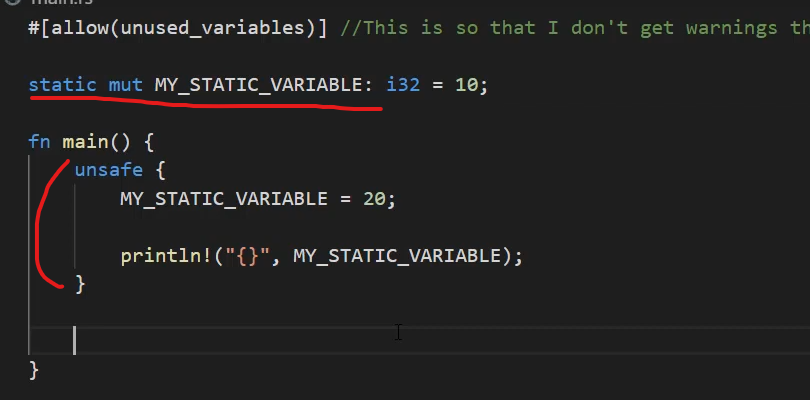 main.rs
#[allow(unused_variables)] //This is so that I don't get warnings
static mut MY_STATIC_VARIABLE: i32 = 10;
fn main() {
unsafe {
MY_STATIC_VARIABLE = 20;
println!("{}", MY_STATIC_VARIABLE);
}
}